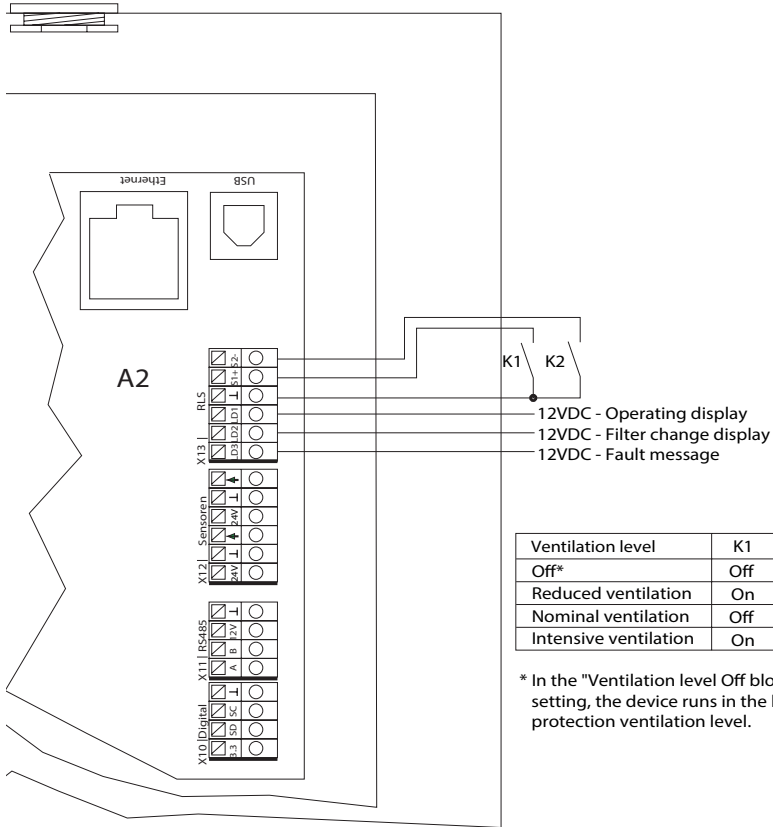 Ethernet
USB
A2
X13 | RLS
S2-
S1+
⊥
LD1
LD2
LD3
K1
K2
12VDC - Operating display
12VDC - Filter change display
12VDC - Fault message
X12 | Sensoren
⊥
24V
⊥
24V
X11 | RS485
⊥
12V
B
A
X10 | Digital
⊥
SC
SD
3.3
Ventilation level K1
Off* Off
Reduced ventilation On
Nominal ventilation Off
Intensive ventilation On
* In the "Ventilation level Off blo
setting, the device runs in the
protection ventilation level.